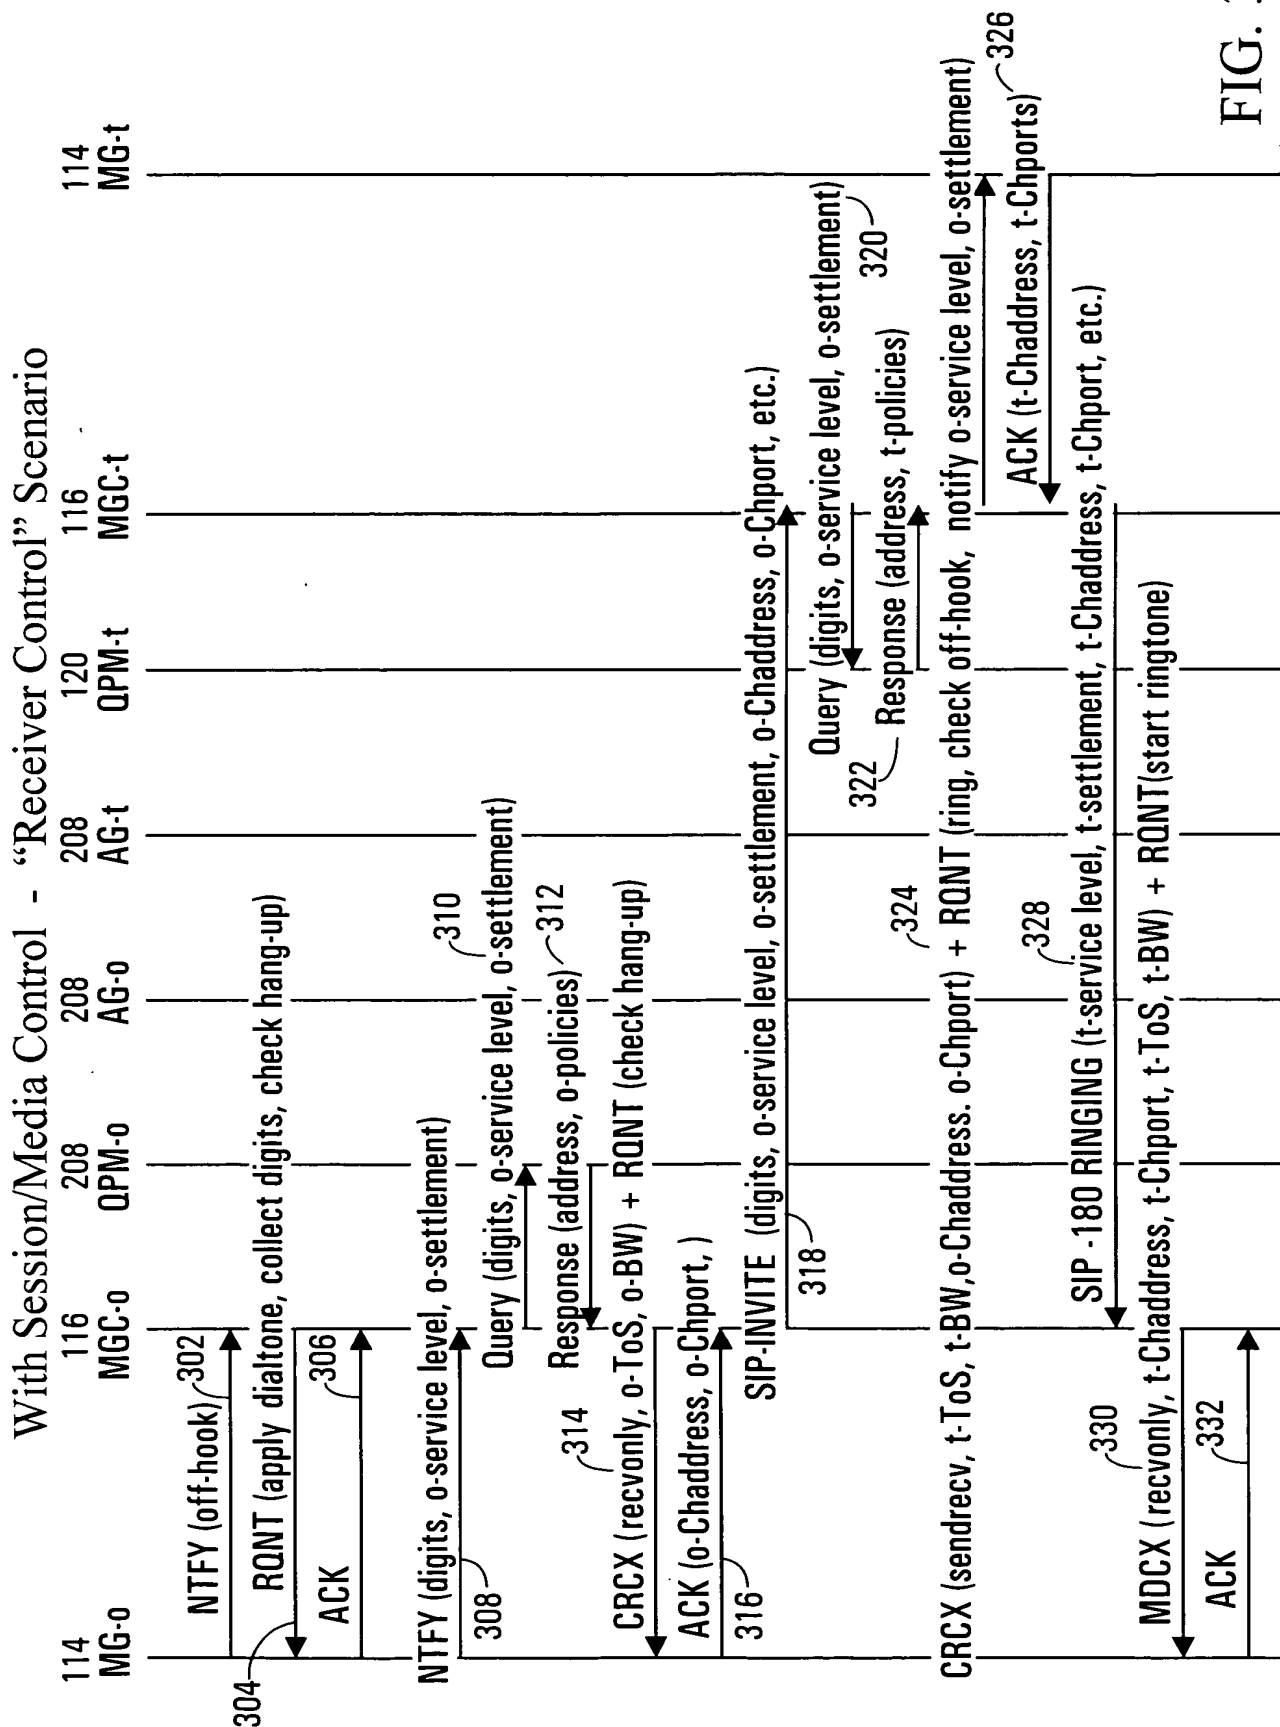 With Session/Media Control - “Receiver Control” Scenario
114
MG-o
116
MGC-o
208
QPM-o
208
AG-o
208
AG-t
120
QPM-t
116
MGC-t
114
MG-t
NTFY (off-hook)
302
RQNT (apply dialtone, collect digits, check hang-up)
304
ACK
306
NTFY (digits, o-service level, o-settlement)
308
Query (digits, o-service level, o-settlement)
310
Response (address, o-policies)
312
CRCX (recvonly, o-ToS, o-BW) + RQNT (check hang-up)
314
ACK (o-Chaddress, o-Chport, )
316
SIP-INVITE (digits, o-service level, o-settlement, o-Chaddress, o-Chport, etc.)
318
Query (digits, o-service level, o-settlement)
320
Response (address, t-policies)
322
CRCX (sendrecv, t-ToS, t-BW,o-Chaddress. o-Chport) + RQNT (ring, check off-hook, notify o-service level, o-settlement)
324
ACK (t-Chaddress, t-Chports)
326
SIP -180 RINGING (t-service level, t-settlement, t-Chaddress, t-Chport, etc.)
328
MDCX (recvonly, t-Chaddress, t-Chport, t-ToS, t-BW) + RQNT(start ringtone)
330
ACK
332
FIG.